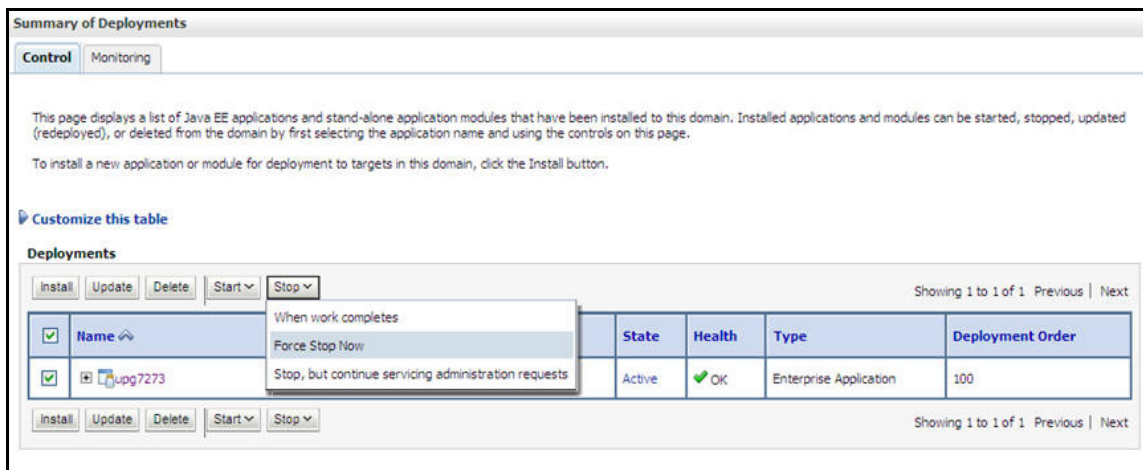 Summary of Deployments
Control Monitoring
This page displays a list of Java EE applications and stand-alone application modules that have been installed to this domain. Installed applications and modules can be started, stopped, updated
(redeployed), or deleted from the domain by first selecting the application name and using the controls on this page.
To install a new application or module for deployment to targets in this domain, click the Install button.
Customize this table
Deployments
Install Update Delete Start Stop Showing 1 to 1 of 1 Previous | Next
When work completes
Name State Health Type Deployment Order
Force Stop Now
upg7273 Active OK Enterprise Application 100
Stop, but continue servicing administration requests
Install Update Delete Start Stop Showing 1 to 1 of 1 Previous | Next